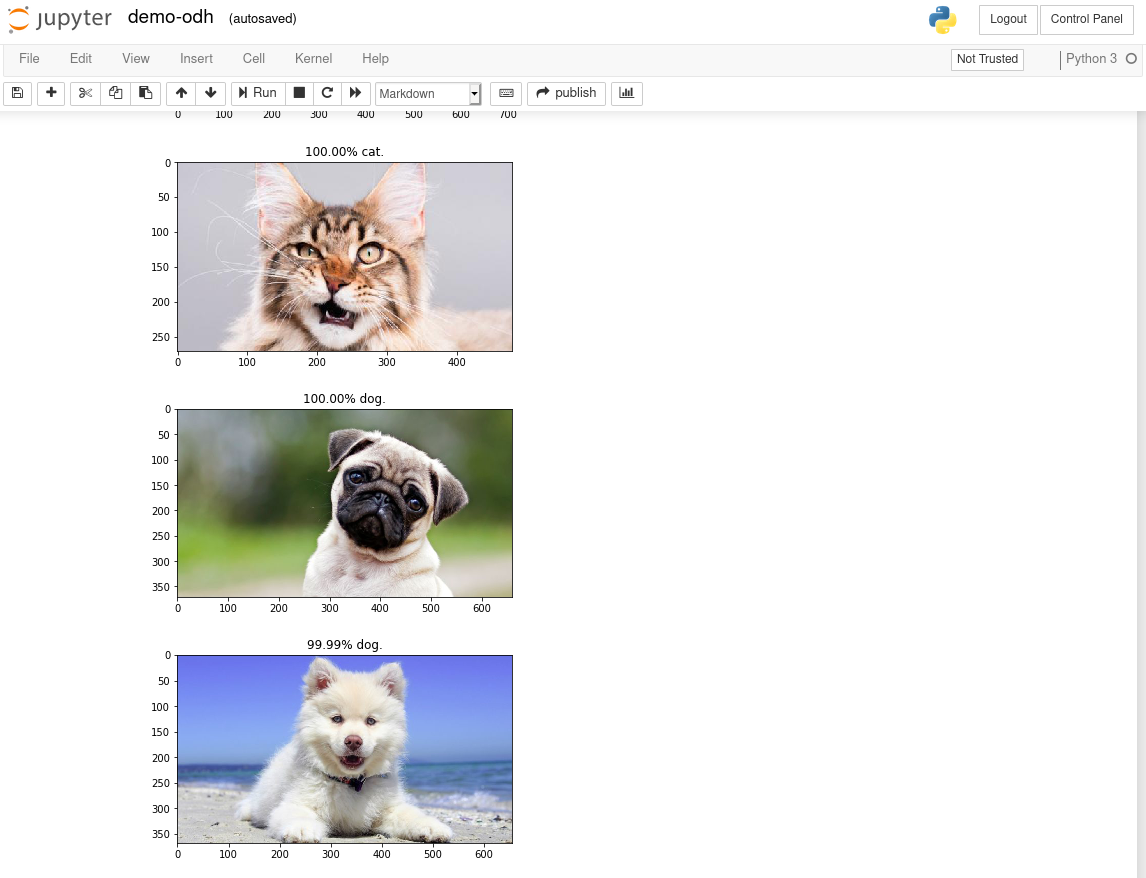 jupyter demo-odh (autosaved) Logout Control Panel
File Edit View Insert Cell Kernel Help Not Trusted Python 3
Run Markdown publish
0 100 200 300 400 500 600 700
100.00% cat.
0
50
100
150
200
250
0 100 200 300 400
100.00% dog.
0
50
100
150
200
250
300
350
0 100 200 300 400 500 600
99.99% dog.
0
50
100
150
200
250
300
350
0 100 200 300 400 500 600